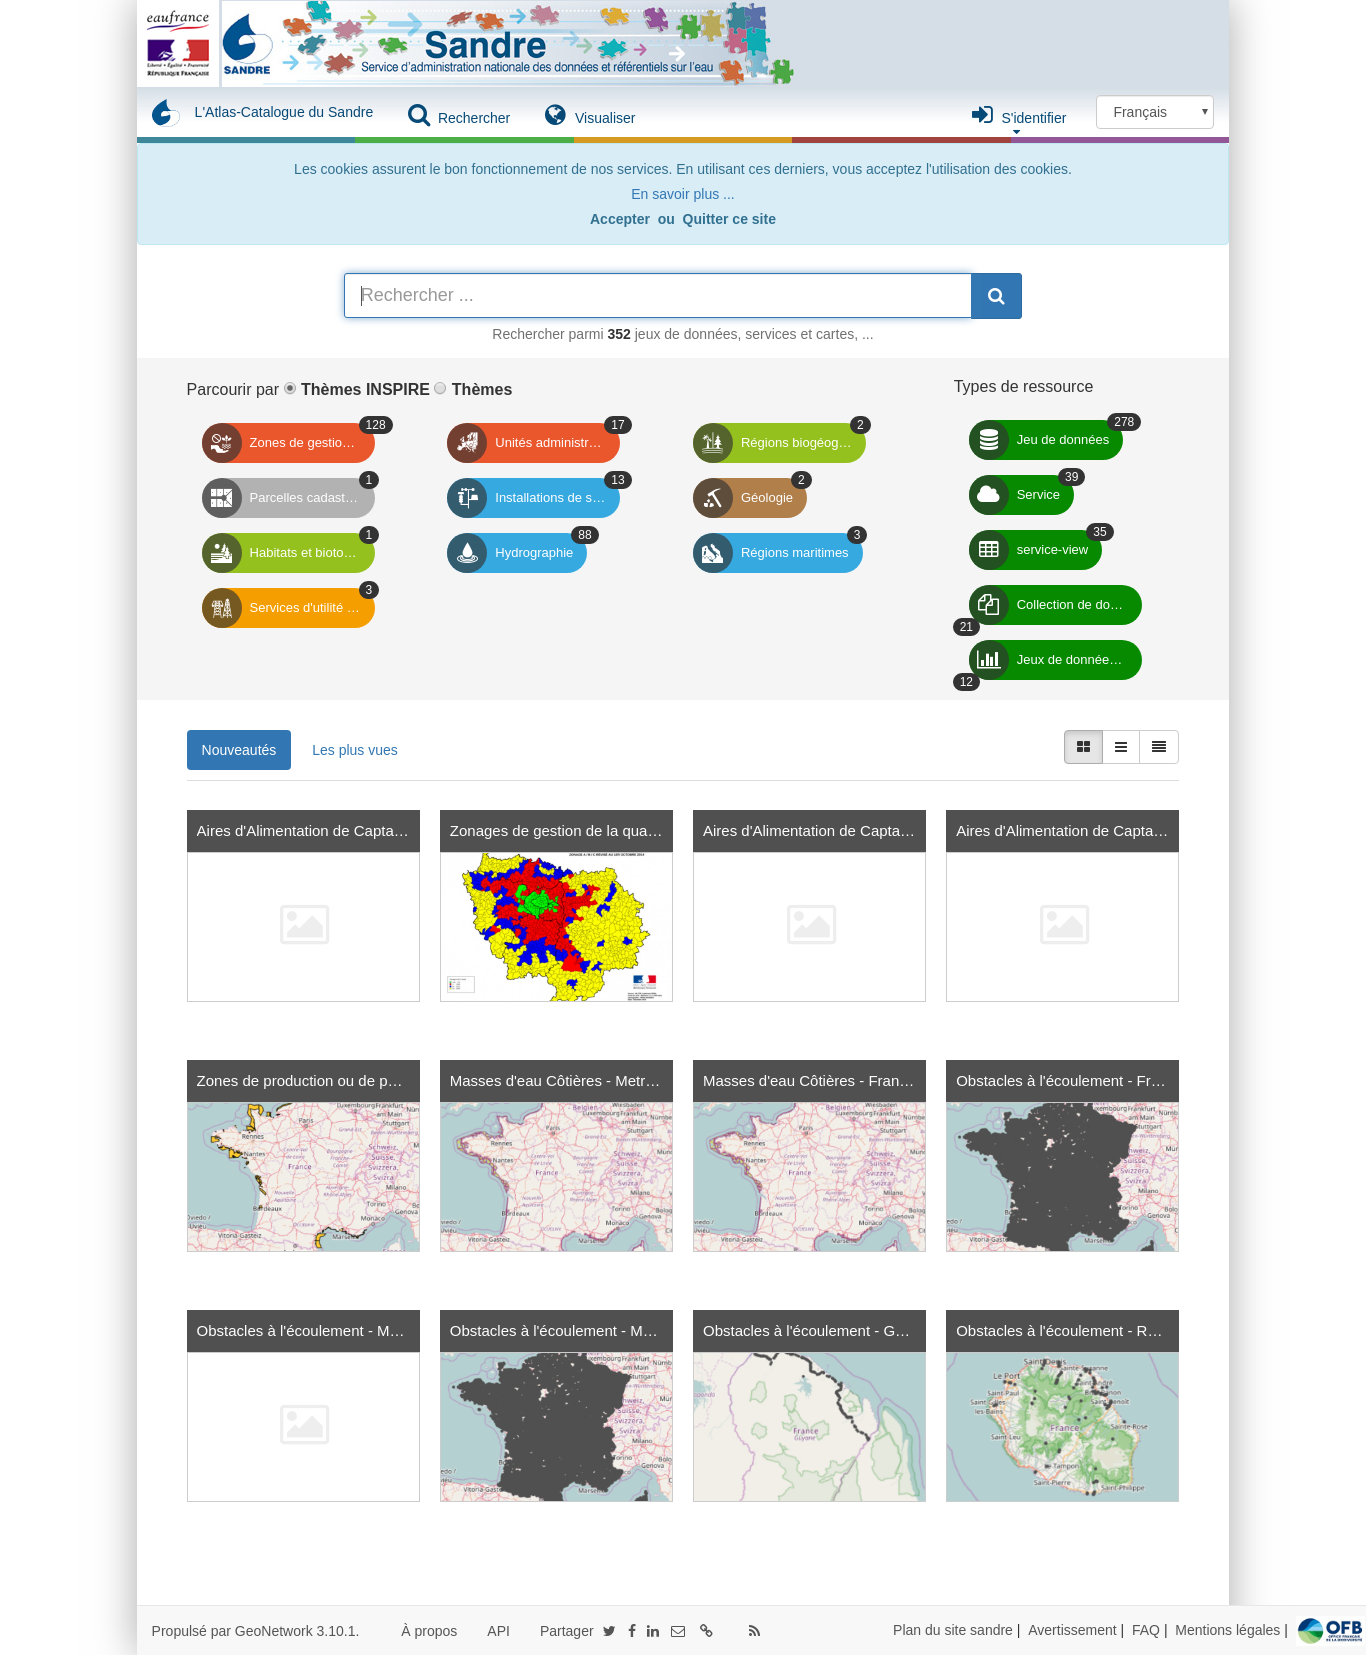 eaufrance
Liberté • Égalité • Fraternité
RÉPUBLIQUE FRANÇAISE
SANDRE
Sandre
Service d'administration nationale des données et référentiels sur l'eau
L'Atlas-Catalogue du Sandre
Rechercher
Visualiser
S'identifier
Français
Les cookies assurent le bon fonctionnement de nos services. En utilisant ces derniers, vous acceptez l'utilisation des cookies.
En savoir plus ...
Accepter ou Quitter ce site
Rechercher ...
Rechercher parmi 352 jeux de données, services et cartes, ...
Parcourir par Thèmes INSPIRE Thèmes
Zones de gestio… 128
Unités administr… 17
Régions biogéog… 2
Parcelles cadast… 1
Installations de s… 13
Géologie 2
Habitats et bioto… 1
Hydrographie 88
Régions maritimes 3
Services d'utilité … 3
Types de ressource
Jeu de données 278
Service 39
service-view 35
Collection de do… 21
Jeux de donnée… 12
Nouveautés
Les plus vues
Aires d'Alimentation de Capta…
Zonages de gestion de la qua…
Aires d'Alimentation de Capta…
Aires d'Alimentation de Capta…
Zones de production ou de p…
Masses d'eau Côtières - Metr…
Masses d'eau Côtières - Fran…
Obstacles à l'écoulement - Fr…
Obstacles à l'écoulement - M…
Obstacles à l'écoulement - M…
Obstacles à l'écoulement - G…
Obstacles à l'écoulement - R…
Propulsé par GeoNetwork 3.10.1.
À propos
API
Partager
Plan du site sandre | Avertissement | FAQ | Mentions légales |
OFB